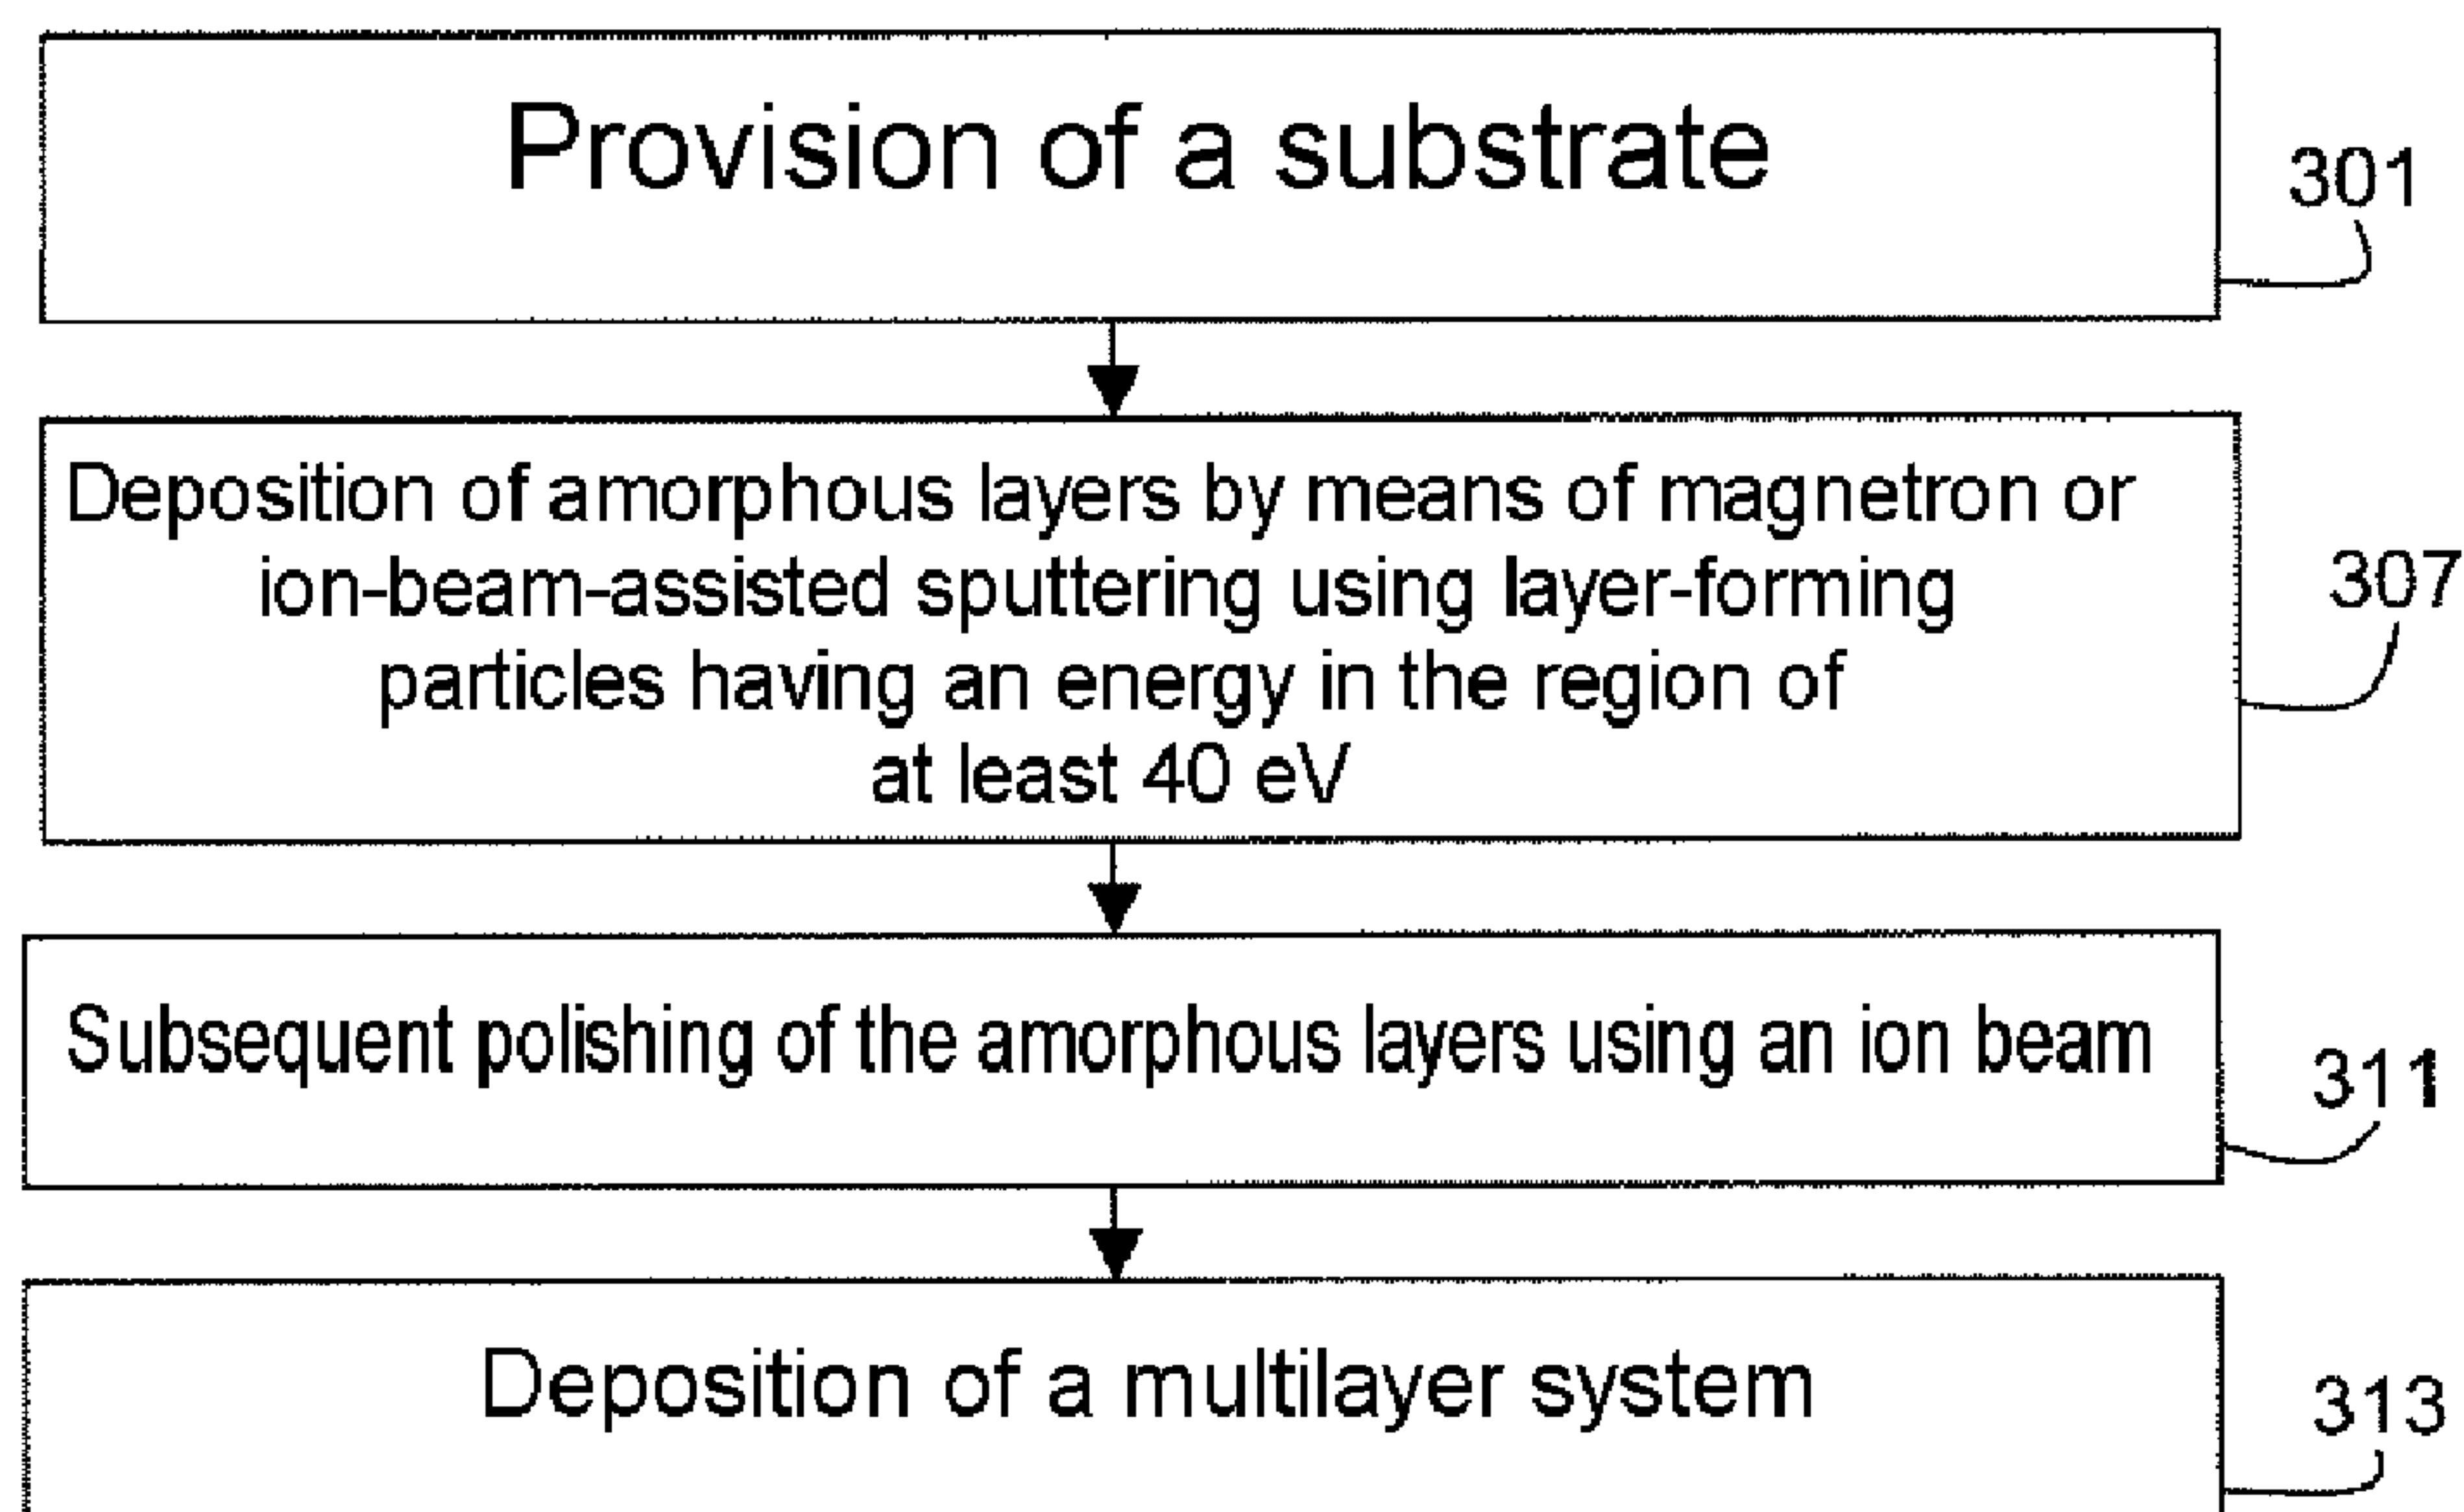 Provision of a substrate
301
Deposition of amorphous layers by means of magnetron or
ion-beam-assisted sputtering using layer-forming
particles having an energy in the region of
at least 40 eV
307
Subsequent polishing of the amorphous layers using an ion beam
311
Deposition of a multilayer system
313